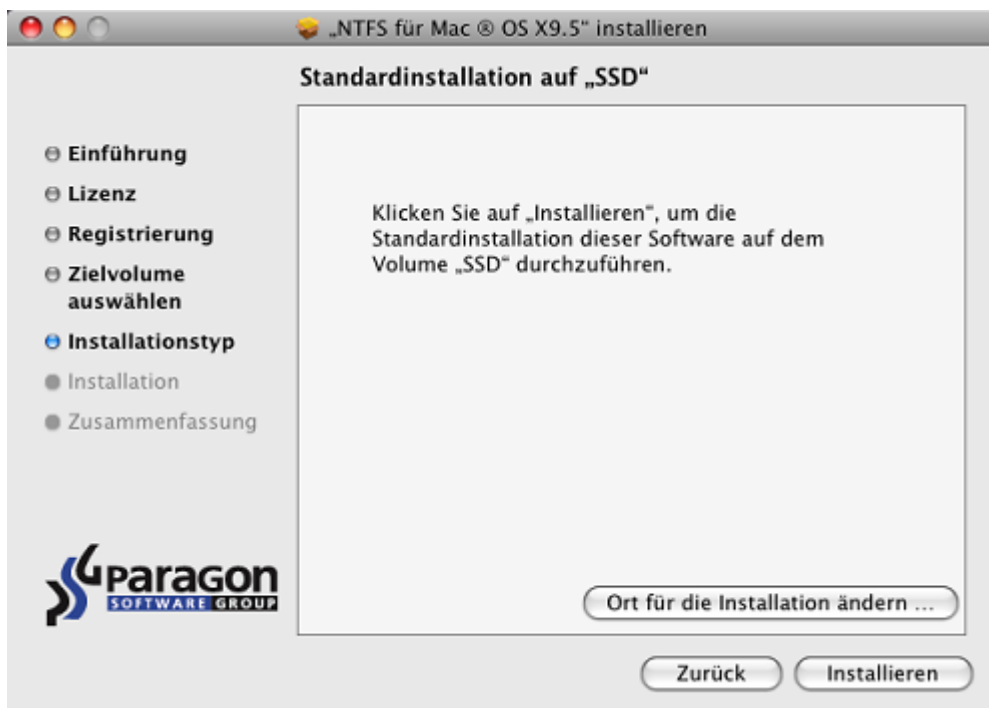 „NTFS für Mac ® OS X9.5“ installieren
Standardinstallation auf „SSD“
Einführung
Lizenz
Registrierung
Zielvolume
auswählen
Installationstyp
Installation
Zusammenfassung
Klicken Sie auf „Installieren“, um die
Standardinstallation dieser Software auf dem
Volume „SSD“ durchzuführen.
Paragon
SOFTWARE GROUP
Ort für die Installation ändern ...
Zurück
Installieren